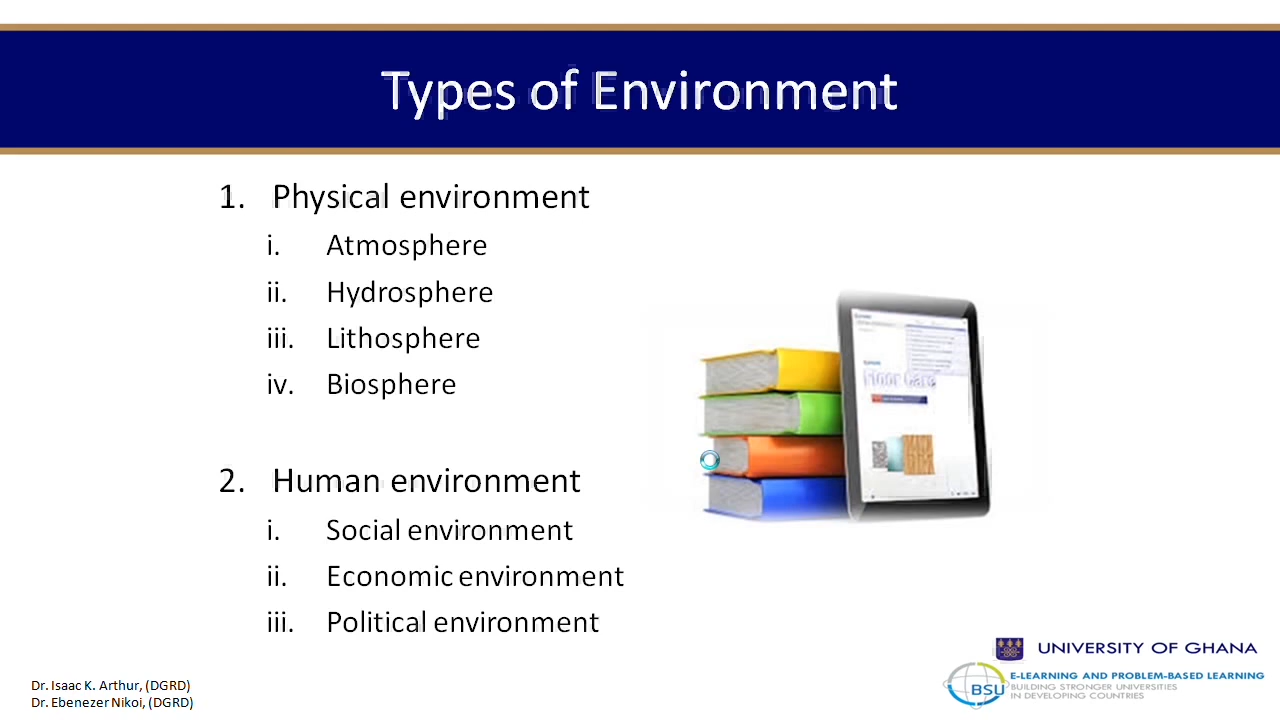 Types of Environment
1. Physical environment
i. Atmosphere
ii. Hydrosphere
iii. Lithosphere
iv. Biosphere
2. Human environment
i. Social environment
ii. Economic environment
iii. Political environment
Floor Care
UNIVERSITY OF GHANA
BSU
E-LEARNING AND PROBLEM-BASED LEARNING
BUILDING STRONGER UNIVERSITIES
IN DEVELOPING COUNTRIES
Dr. Isaac K. Arthur, (DGRD)
Dr. Ebenezer Nikoi, (DGRD)